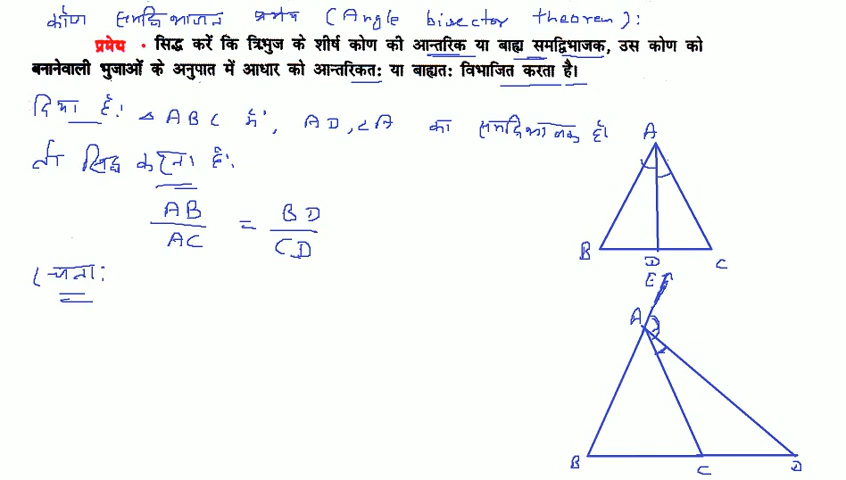 कोण समद्विभाजन प्रमेय (Angle bisector theorem):
प्रमेय • सिद्ध करें कि त्रिभुज के शीर्ष कोण की आन्तरिक या बाह्य समद्विभाजक, उस कोण को
बनानेवाली भुजाओं के अनुपात में आधार को आन्तरिकतः या बाह्यतः विभाजित करता है।
दिया है: △ABC में, AD, ∠A का समद्विभाजक है।
तो सिद्ध करना है:
AB/AC = BD/CD
रचना:
A
B D C
E
A
B C D